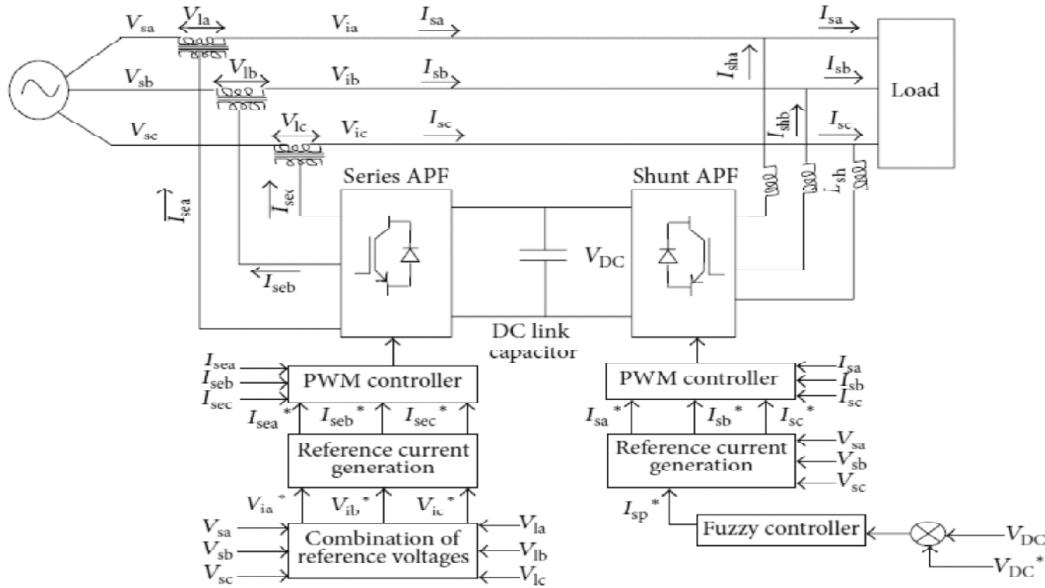 V_sa V_la V_ia I_sa I_sa
V_sb V_lb V_ib I_sb I_sha I_sb
Load
V_sc V_lc V_ic I_sc I_shb I_sc
Series APF Shunt APF
I_sea I_sec
V_DC
I_seb
DC link
capacitor
I_sea
I_seb
I_sec
PWM controller
PWM controller
I_sa
I_sb
I_sc
I_sea* I_seb* I_sec*
I_sa* I_sb* I_sc*
Reference current
generation
Reference current
generation
V_sa
V_sb
V_sc
V_ia* V_ib* V_ic*
I_sp*
V_sa
V_sb
V_sc
Combination of
reference voltages
V_la
V_lb
V_lc
Fuzzy controller
V_DC
V_DC*